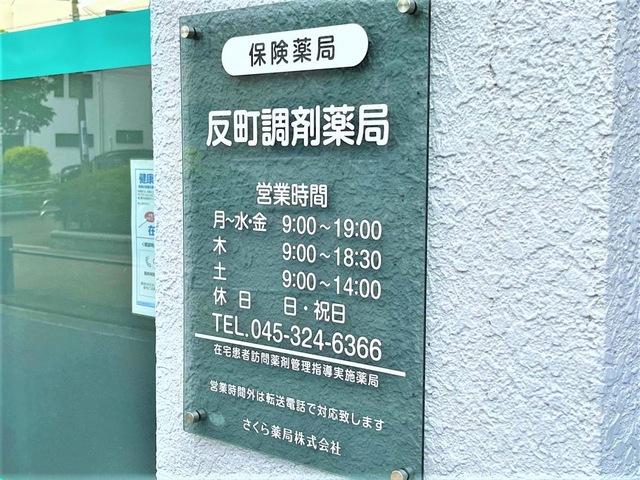 保険薬局
反町調剤薬局
営業時間
月~水・金 9:00~19:00
木 9:00~18:30
土 9:00~14:00
休日 日・祝日
TEL.045-324-6366
在宅患者訪問薬剤管理指導実施薬局
営業時間外は転送電話で対応致します
さくら薬局株式会社
健康
在